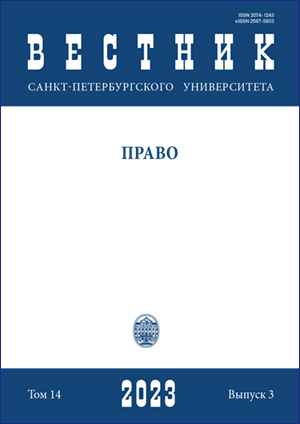 ISSN 2074-1243
eISSN 2587-5833
ВЕСТНИК
САНКТ-ПЕТЕРБУРГСКОГО УНИВЕРСИТЕТА
ПРАВО
Том 14
2023
Выпуск 3